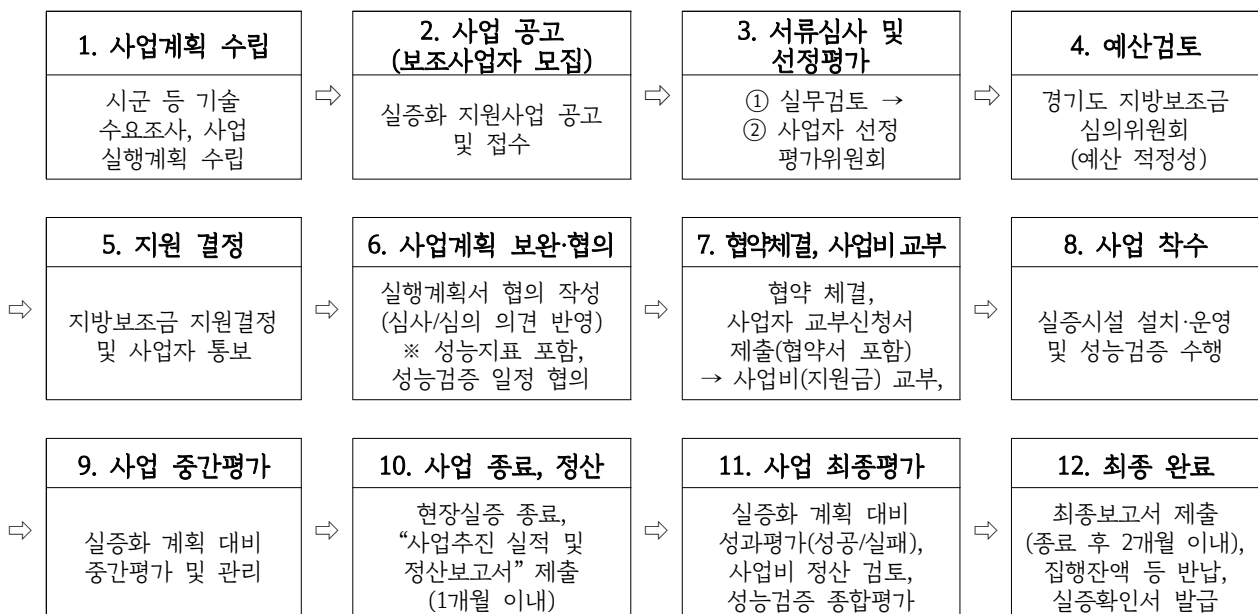 1. 사업계획 수립
시군 등 기술
수요조사, 사업
실행계획 수립
⇨
2. 사업 공고
(보조사업자 모집)
실증화 지원사업 공고
및 접수
⇨
3. 서류심사 및
선정평가
① 실무검토 →
② 사업자 선정
평가위원회
⇨
4. 예산검토
경기도 지방보조금
심의위원회
(예산 적정성)
⇨
5. 지원 결정
지방보조금 지원결정
및 사업자 통보
⇨
6. 사업계획 보완·협의
실행계획서 협의 작성
(심사/심의 의견 반영)
※ 성능지표 포함,
성능검증 일정 협의
⇨
7. 협약체결, 사업비 교부
협약 체결,
사업자 교부신청서
제출(협약서 포함)
→ 사업비(지원금) 교부,
⇨
8. 사업 착수
실증시설 설치·운영
및 성능검증 수행
⇨
9. 사업 중간평가
실증화 계획 대비
중간평가 및 관리
⇨
10. 사업 종료, 정산
현장실증 종료,
“사업추진 실적 및
정산보고서” 제출
(1개월 이내)
⇨
11. 사업 최종평가
실증화 계획 대비
성과평가(성공/실패),
사업비 정산 검토,
성능검증 종합평가
⇨
12. 최종 완료
최종보고서 제출
(종료 후 2개월 이내),
집행잔액 등 반납,
실증확인서 발급